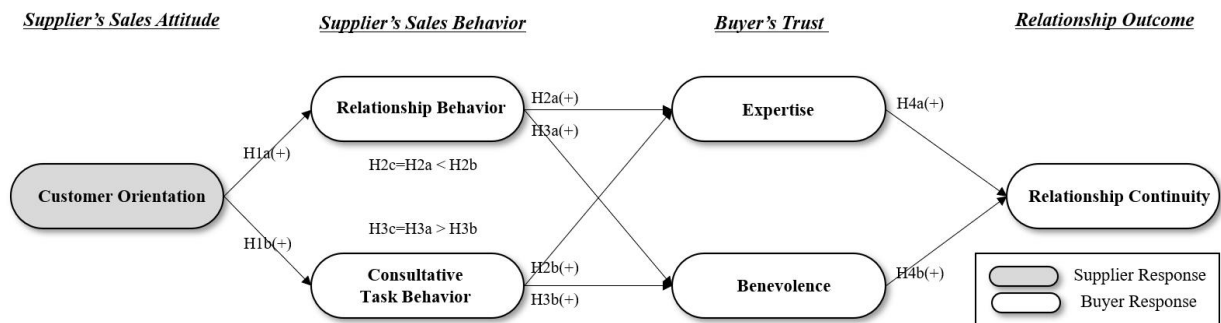 Supplier's Sales Attitude
Supplier's Sales Behavior
Buyer's Trust
Relationship Outcome
Relationship Behavior
H2a(+)
H3a(+)
Expertise
H4a(+)
H1a(+)
H2c=H2a < H2b
Customer Orientation
Relationship Continuity
H3c=H3a > H3b
H1b(+)
Consultative
Task Behavior
H2b(+)
H3b(+)
Benevolence
H4b(+)
Supplier Response
Buyer Response